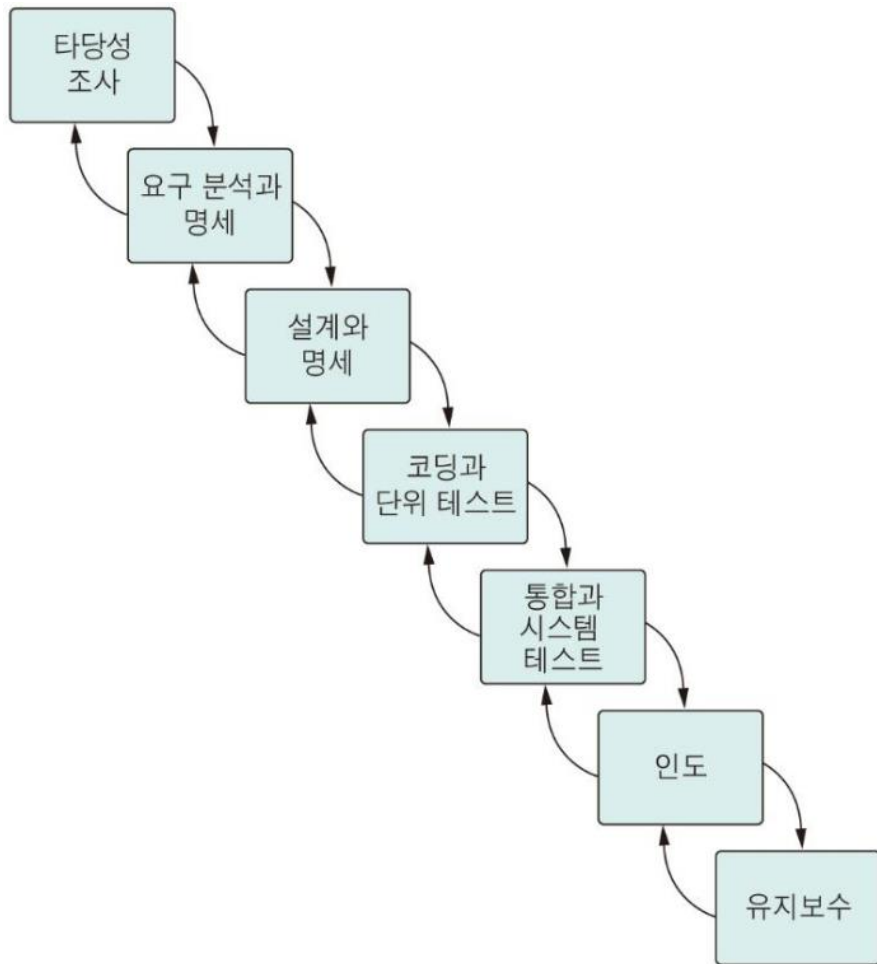 타당성
조사
요구 분석과
명세
설계와
명세
코딩과
단위 테스트
통합과
시스템
테스트
인도
유지보수